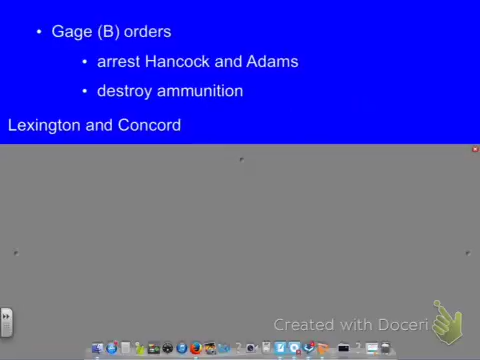 • Gage (B) orders
• arrest Hancock and Adams
• destroy ammunition
Lexington and Concord
Created with Doceri